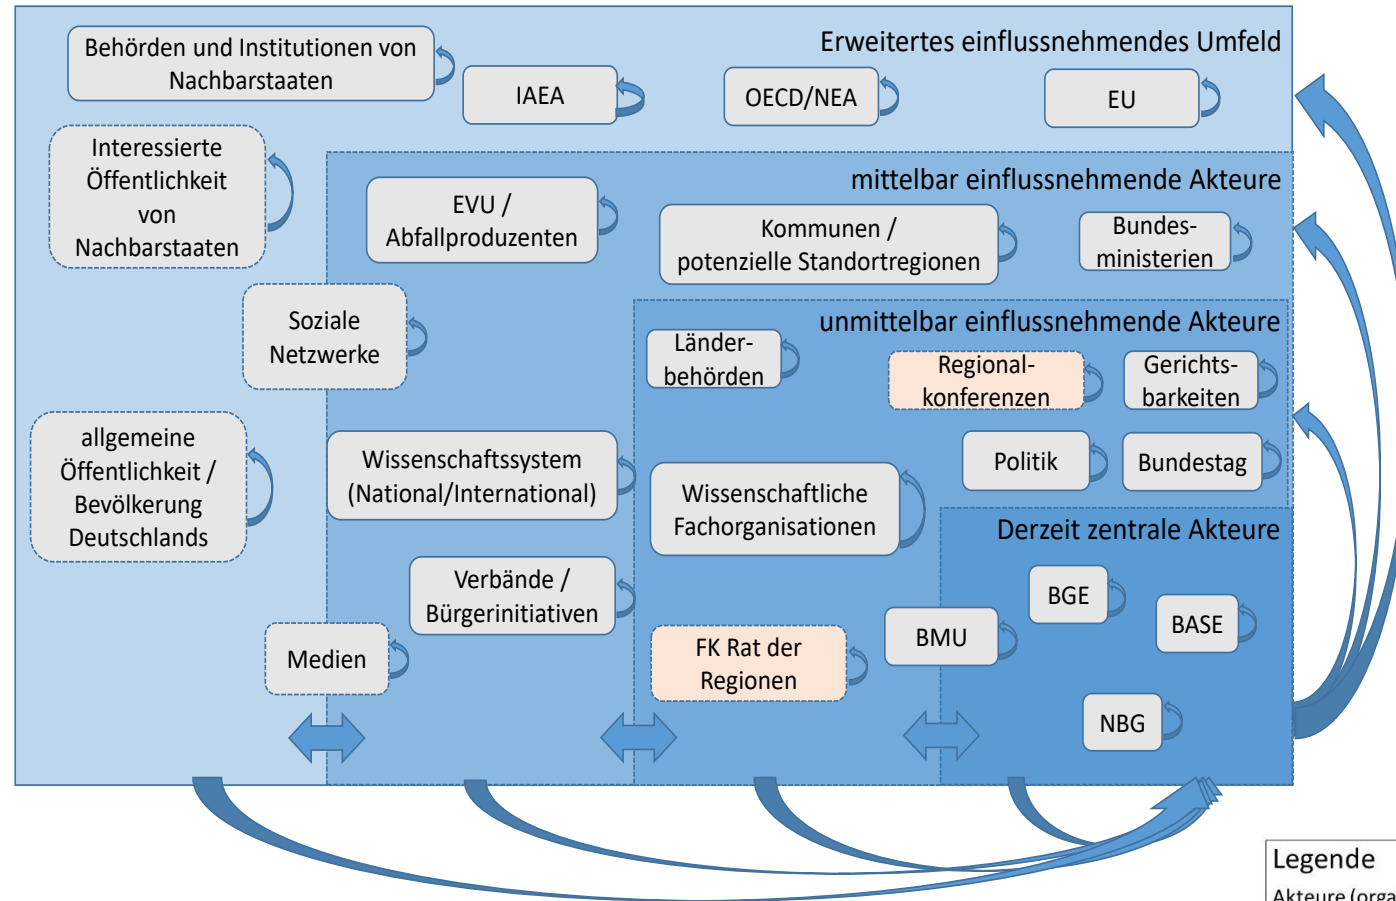 Erweitertes einflussnehmendes Umfeld
Behörden und Institutionen von
Nachbarstaaten
IAEA
OECD/NEA
EU
Interessierte
Öffentlichkeit
von
Nachbarstaaten
mittelbar einflussnehmende Akteure
EVU /
Abfallproduzenten
Kommunen /
potenzielle Standortregionen
Bundes-
ministerien
Soziale
Netzwerke
unmittelbar einflussnehmende Akteure
Länder-
behörden
Regional-
konferenzen
Gerichts-
barkeiten
allgemeine
Öffentlichkeit /
Bevölkerung
Deutschlands
Wissenschaftssystem
(National/International)
Wissenschaftliche
Fachorganisationen
Politik
Bundestag
Derzeit zentrale Akteure
Verbände /
Bürgerinitiativen
BGE
BASE
Medien
FK Rat der
Regionen
BMU
NBG
Legende
Akteure (orga